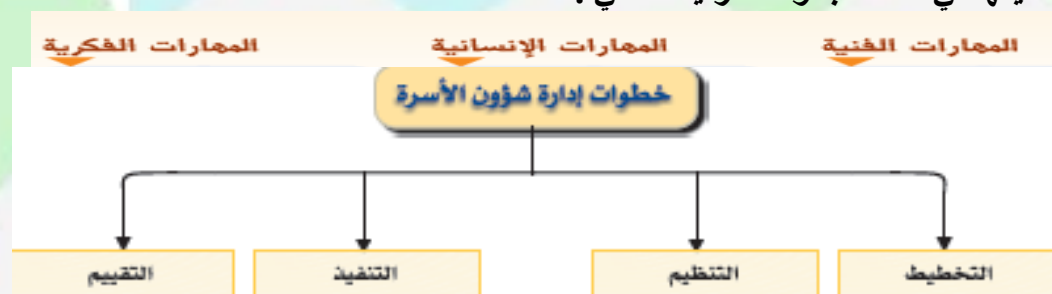 المهارات الفنية المهارات الإنسانية المهارات الفكرية
خطوات إدارة شؤون الأسرة
التخطيط التنظيم التنفيذ التقييم